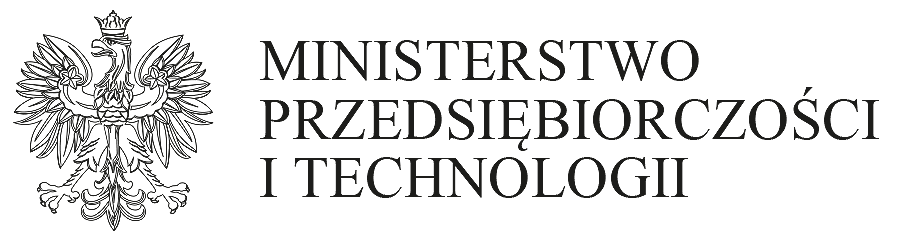 MINISTERSTWO
PRZEDSIĘBIORCZOŚCI
I TECHNOLOGII